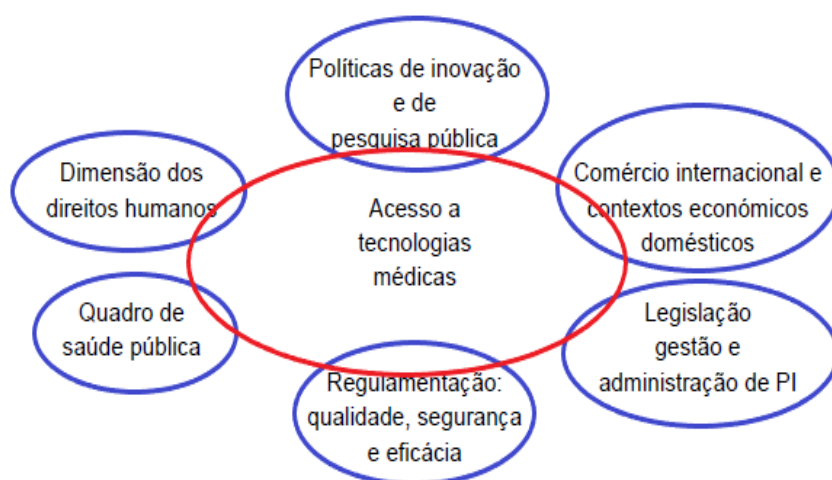 Políticas de inovação
e de
pesquisa pública
Dimensão dos
direitos humanos
Acesso a
tecnologias
médicas
Comércio internacional e
contextos económicos
domésticos
Quadro de
saúde pública
Legislação
gestão e
administração de PI
Regulamentação:
qualidade, segurança
e eficácia